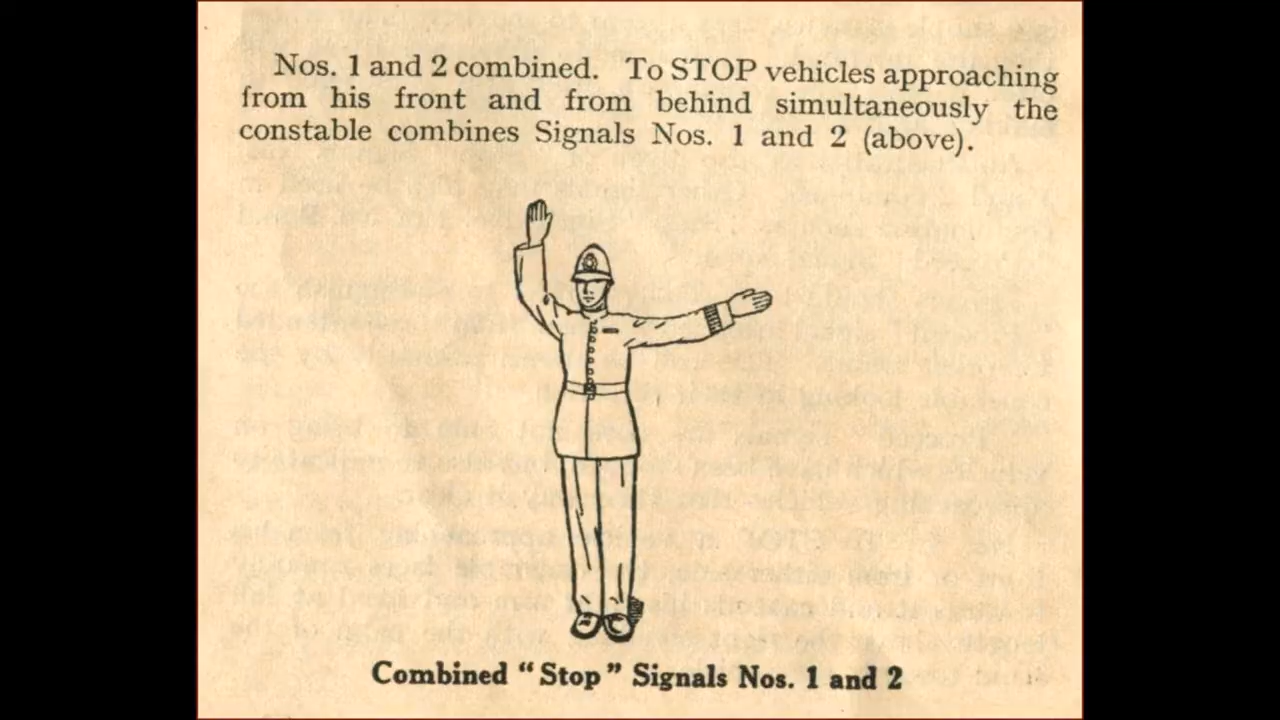 Nos. 1 and 2 combined. To STOP vehicles approaching
from his front and from behind simultaneously the
constable combines Signals Nos. 1 and 2 (above).
Combined “Stop” Signals Nos. 1 and 2